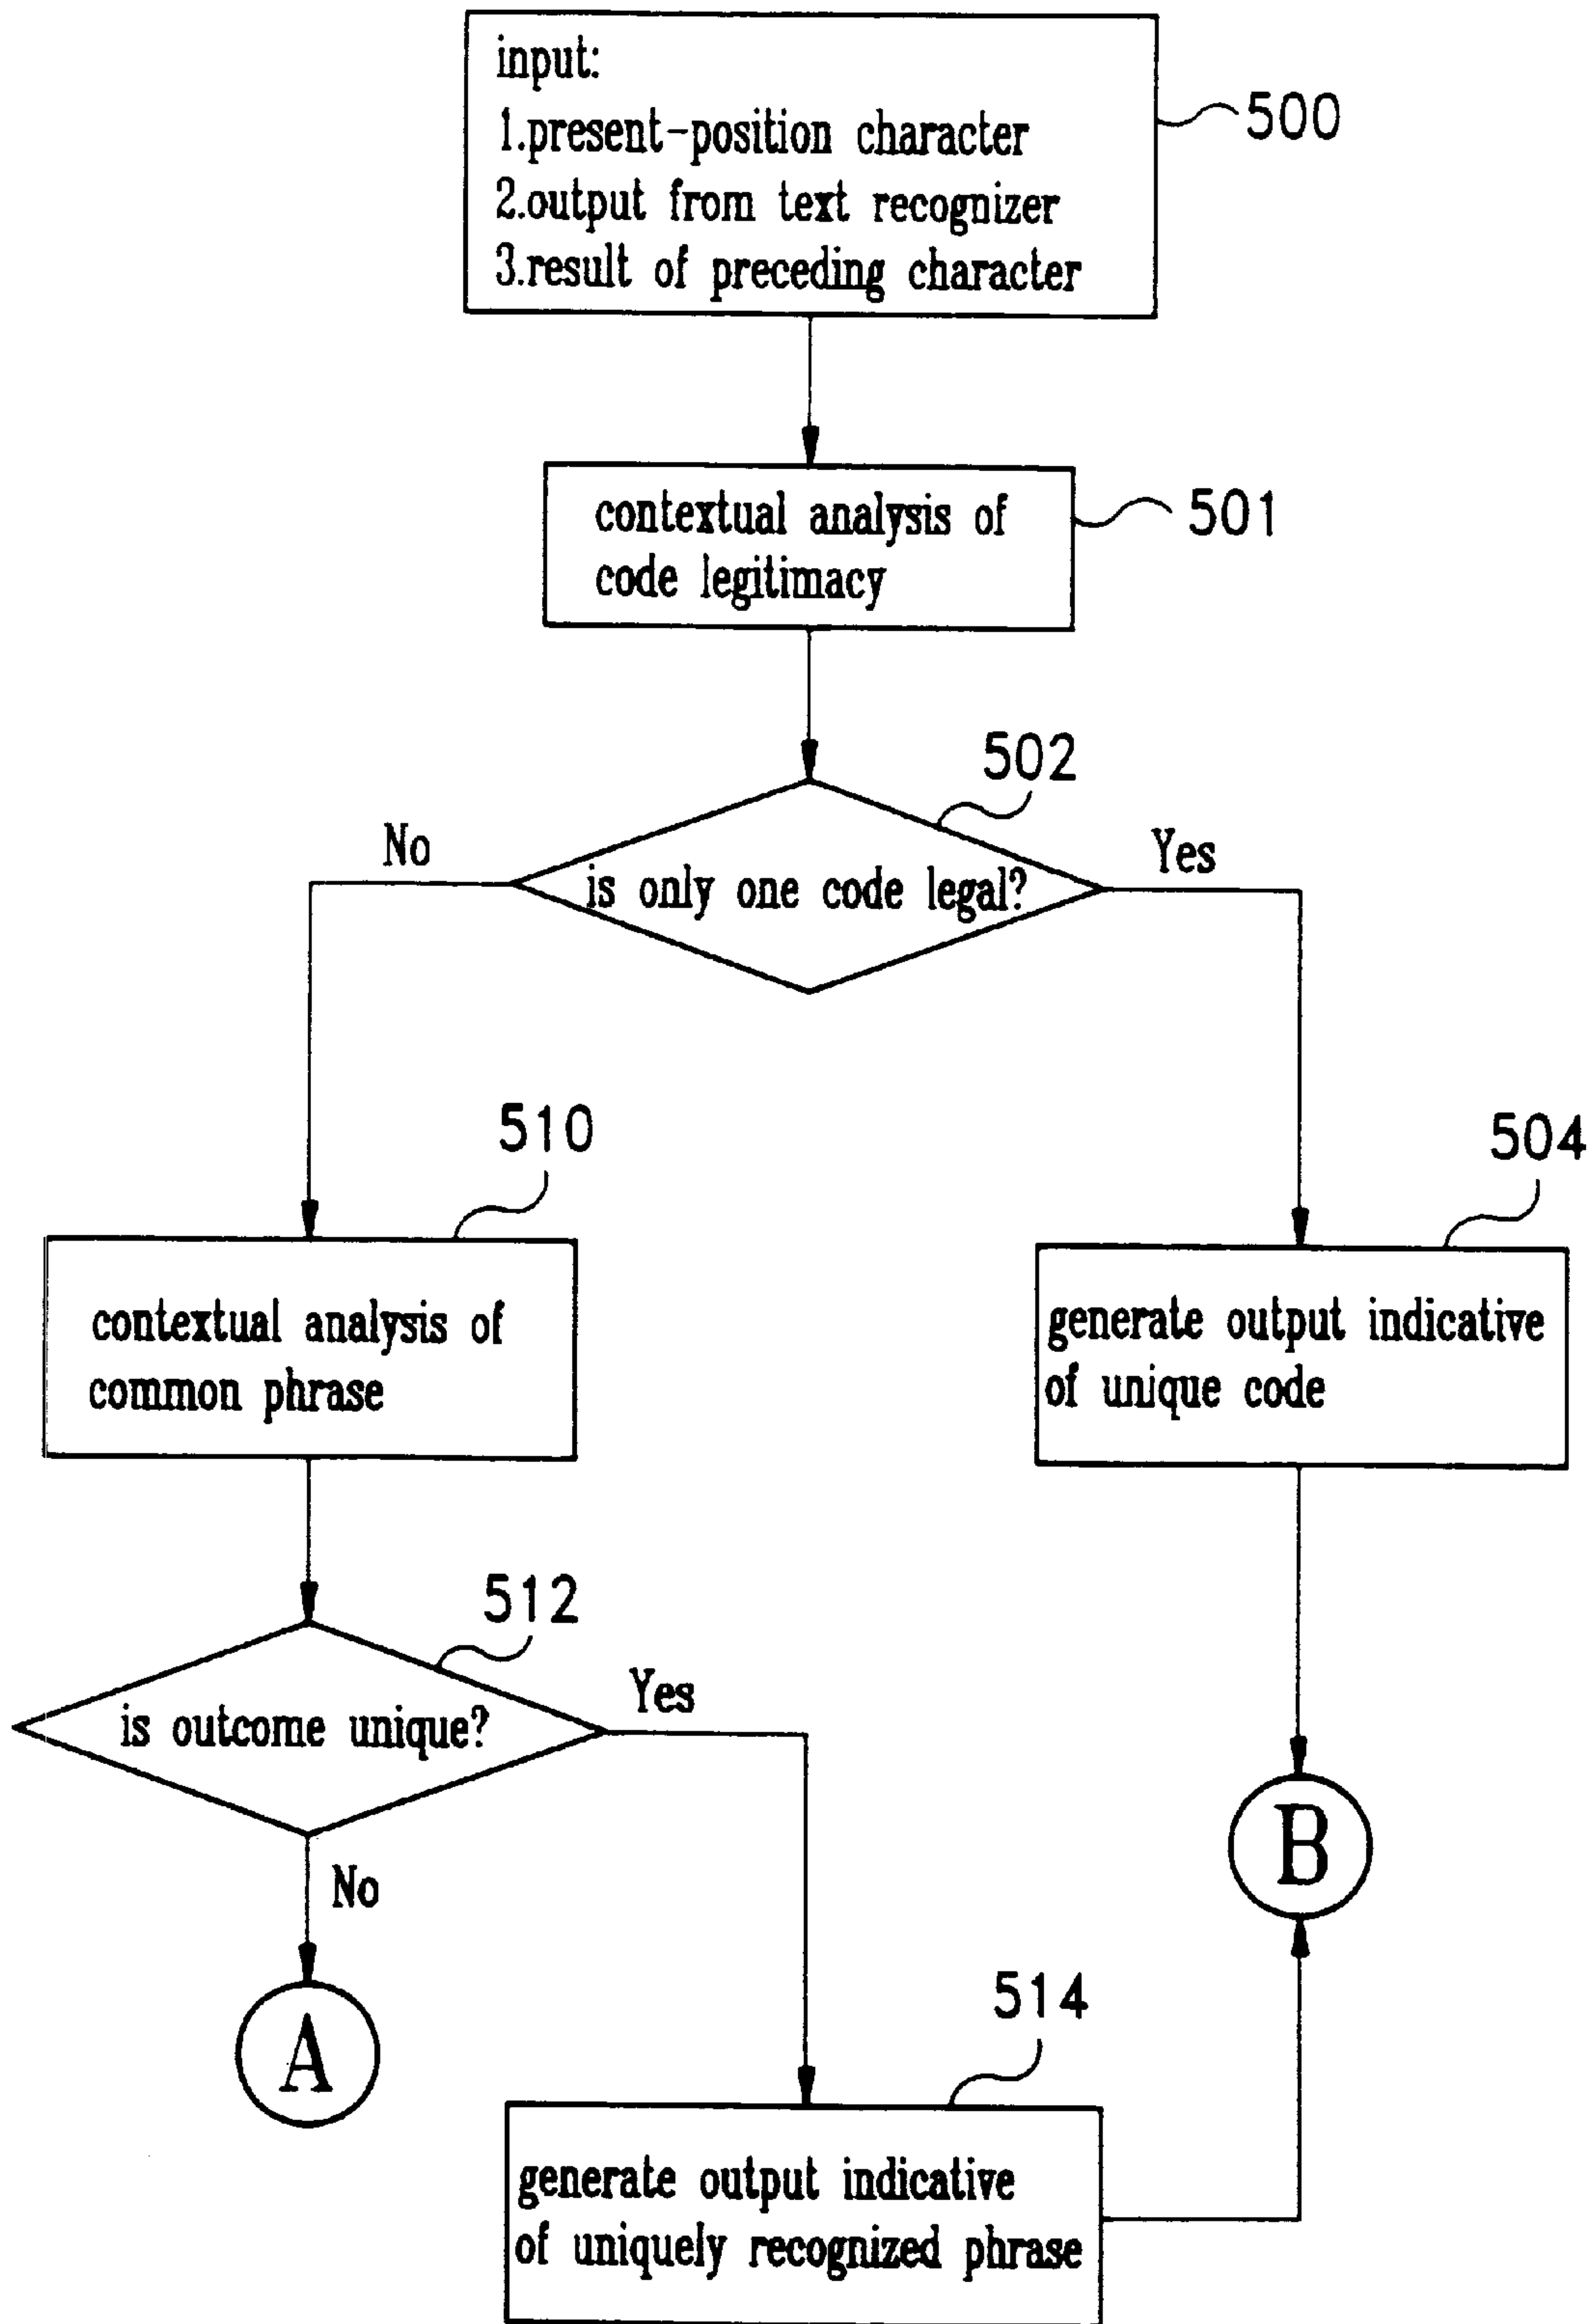 input:
1.present-position character
2.output from text recognizer
3.result of preceding character
500
contextual analysis of
code legitimacy
501
502
No
is only one code legal?
Yes
510
504
contextual analysis of
common phrase
generate output indicative
of unique code
512
is outcome unique?
Yes
No
B
A
514
generate output indicative
of uniquely recognized phrase